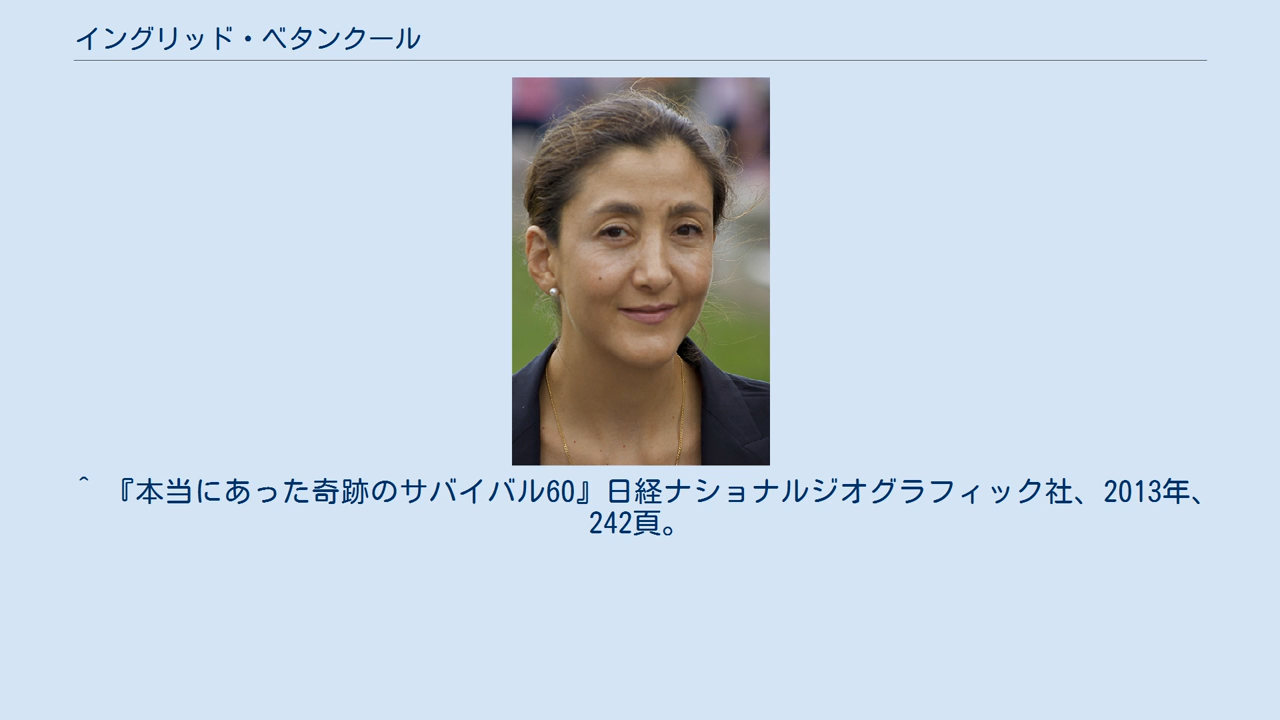 イングリッド・ベタンクール
^ 『本当にあった奇跡のサバイバル60』日経ナショナルジオグラフィック社、2013年、
242頁。